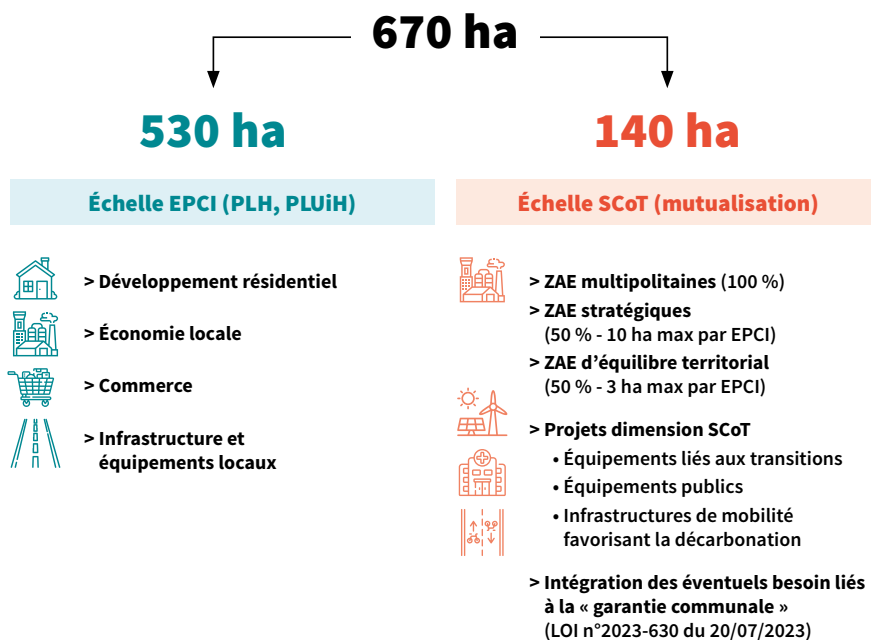 670 ha
530 ha
Échelle EPCI (PLH, PLUiH)
> Développement résidentiel
> Économie locale
> Commerce
> Infrastructure et
équipements locaux
140 ha
Échelle SCoT (mutualisation)
> ZAE multipolitaines (100 %)
> ZAE stratégiques
(50 % - 10 ha max par EPCI)
> ZAE d’équilibre territorial
(50 % - 3 ha max par EPCI)
> Projets dimension SCoT
• Équipements liés aux transitions
• Équipements publics
• Infrastructures de mobilité
favorisant la décarbonation
> Intégration des éventuels besoin liés
à la « garantie communale »
(LOI n°2023-630 du 20/07/2023)